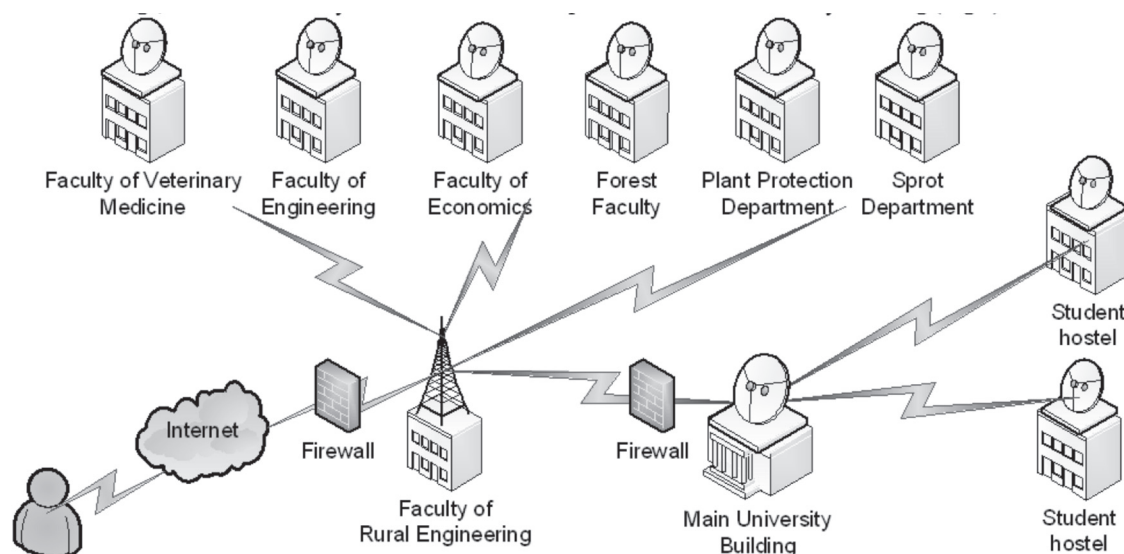 Faculty of Veterinary
Medicine
Faculty of
Engineering
Faculty of
Economics
Forest
Faculty
Plant Protection
Department
Sprot
Department
Student
hostel
Internet
Firewall
Firewall
Faculty of
Rural Engineering
Main University
Building
Student
hostel